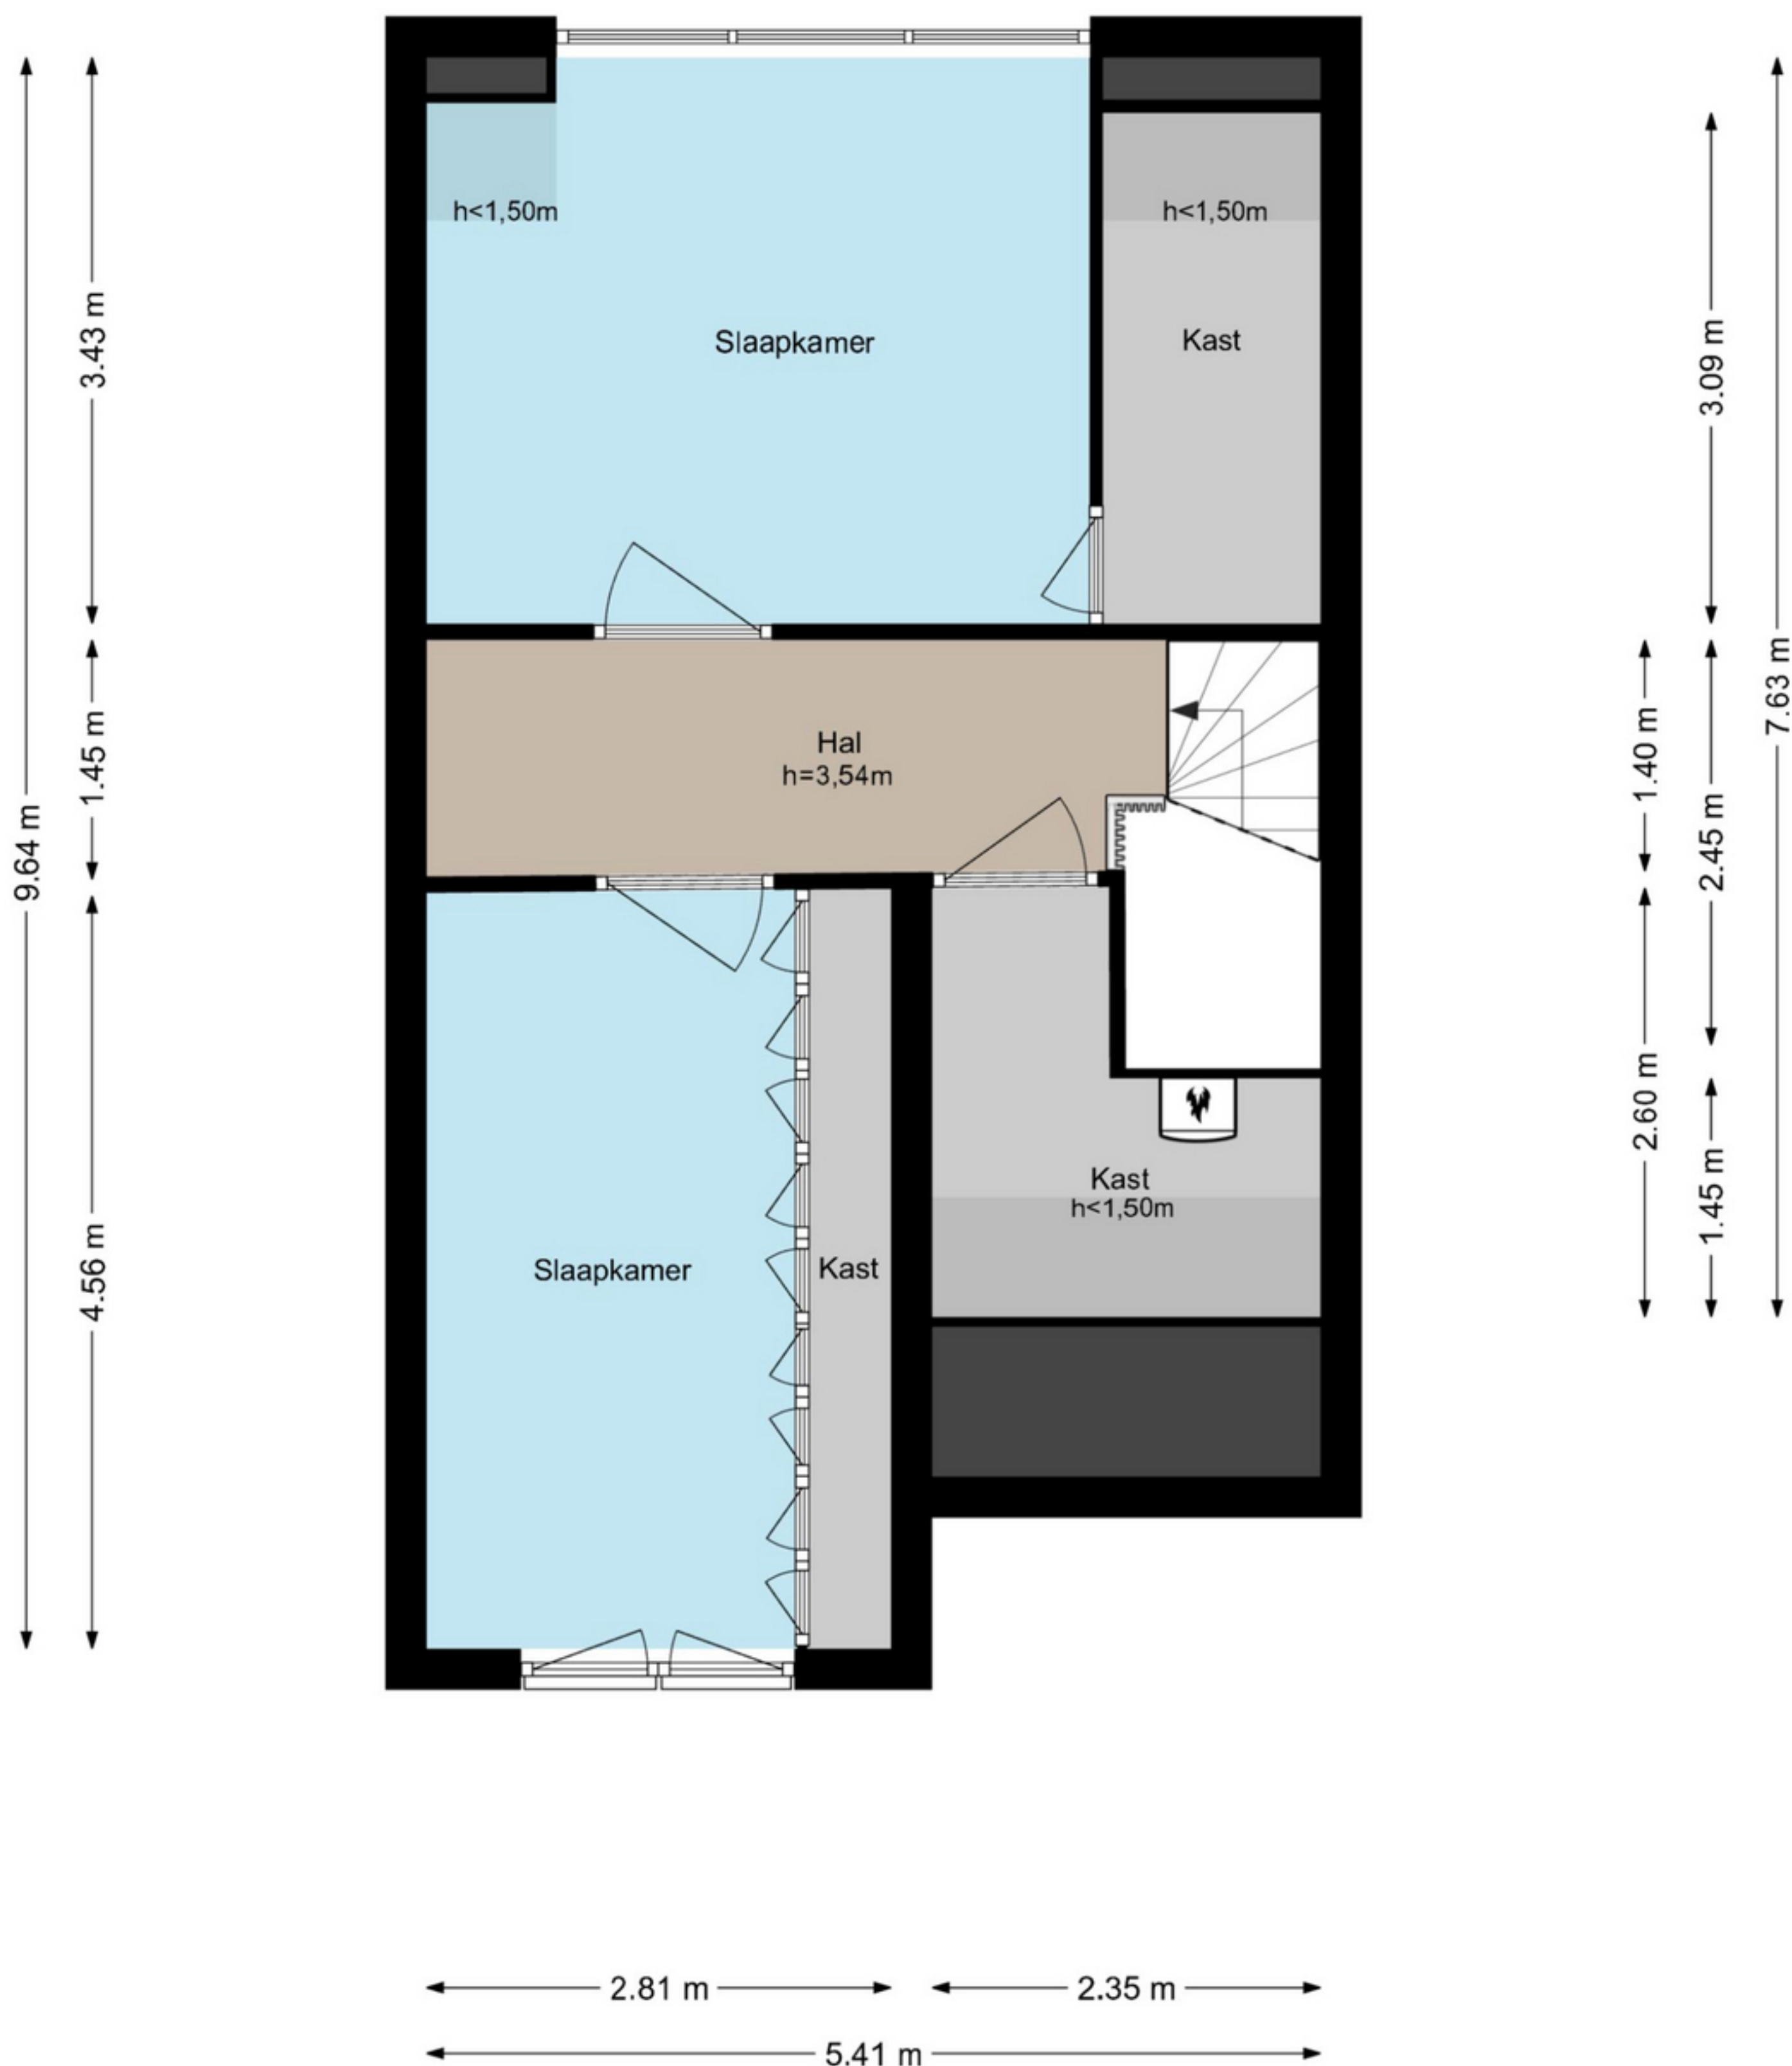 h<1,50m
h<1,50m
Slaapkamer
Kast
3.43 m
3.09 m
7.63 m
Hal
h=3,54m
1.45 m
1.40 m
9.64 m
2.45 m
2.60 m
Kast
h<1,50m
1.45 m
Slaapkamer
Kast
4.56 m
2.81 m
2.35 m
5.41 m